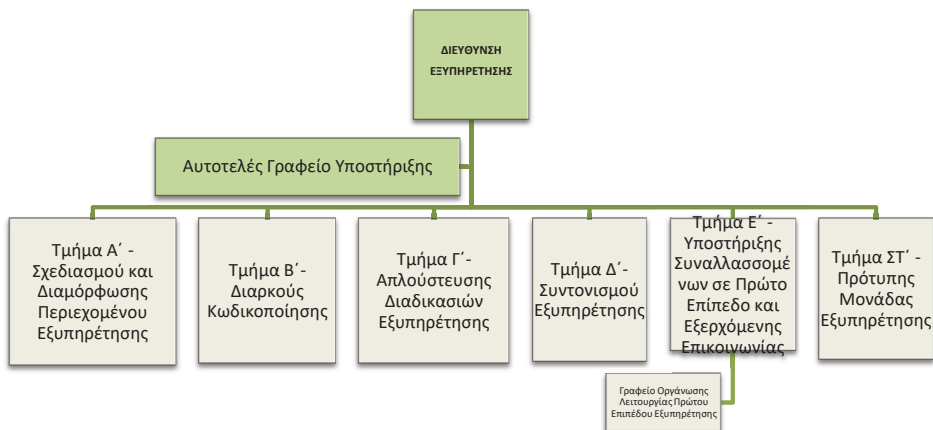 ΔΙΕΥΘΥΝΣΗ
ΕΞΥΠΗΡΕΤΗΣΗΣ
Αυτοτελές Γραφείο Υποστήριξης
Τμήμα Α΄ -
Σχεδιασμού και
Διαμόρφωσης
Περιεχομένου
Εξυπηρέτησης
Τμήμα Β΄-
Διαρκούς
Κωδικοποίησης
Τμήμα Γ΄-
Απλούστευσης
Διαδικασιών
Εξυπηρέτησης
Τμήμα Δ΄-
Συντονισμού
Εξυπηρέτησης
Τμήμα Ε΄ -
Υποστήριξης
Συναλλασσομέ
νων σε Πρώτο
Επίπεδο και
Εξερχόμενης
Επικοινωνίας
Τμήμα ΣΤ΄ -
Πρότυπης
Μονάδας
Εξυπηρέτησης
Γραφείο Οργάνωσης
Λειτουργίας Πρώτου
Επιπέδου Εξυπηρέτησης